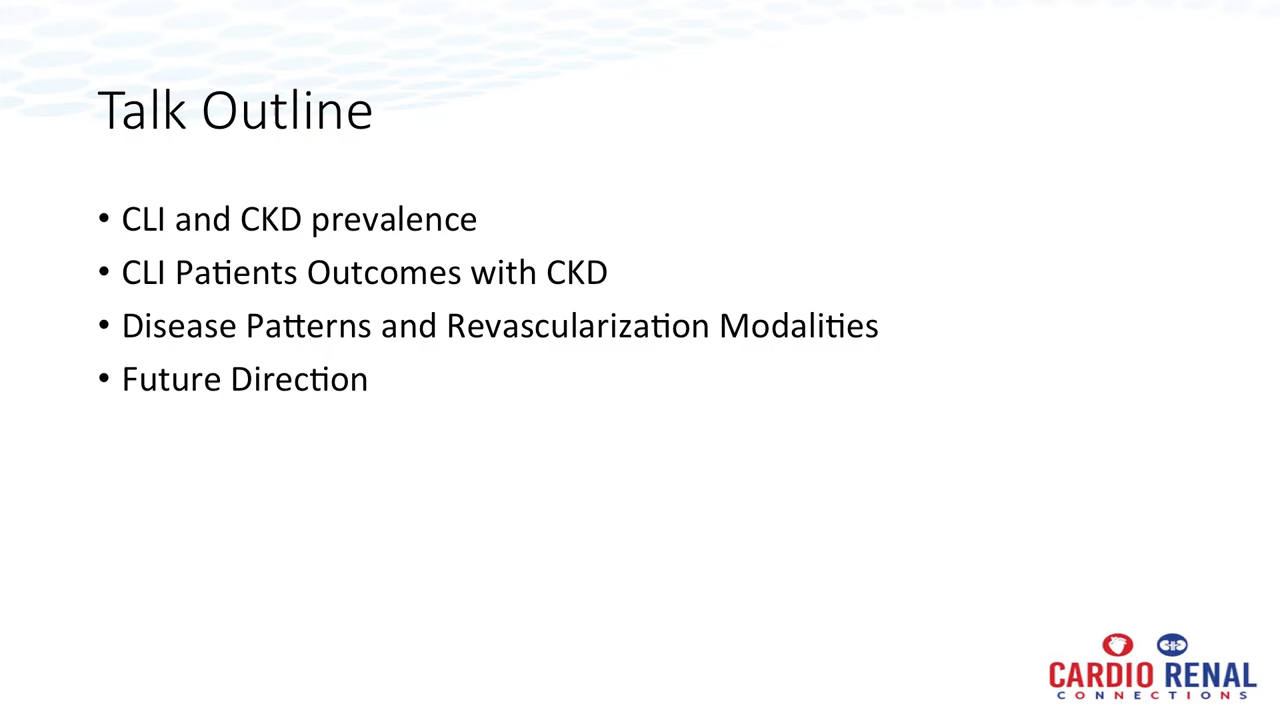 Talk Outline
• CLI and CKD prevalence
• CLI Patients Outcomes with CKD
• Disease Patterns and Revascularization Modalities
• Future Direction
CARDIO RENAL
CONNECTIONS